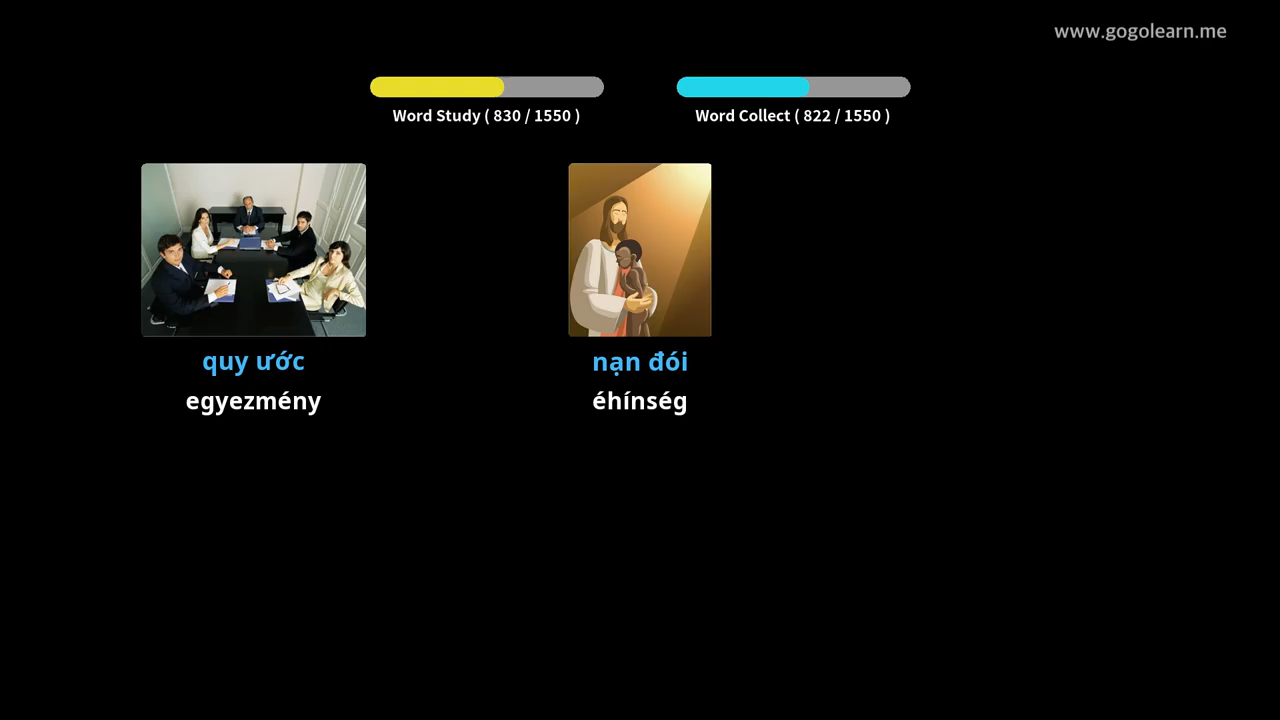 www.gogolearn.me
Word Study ( 830 / 1550 )
Word Collect ( 822 / 1550 )
quy ước
egyezmény
nạn đói
éhínség